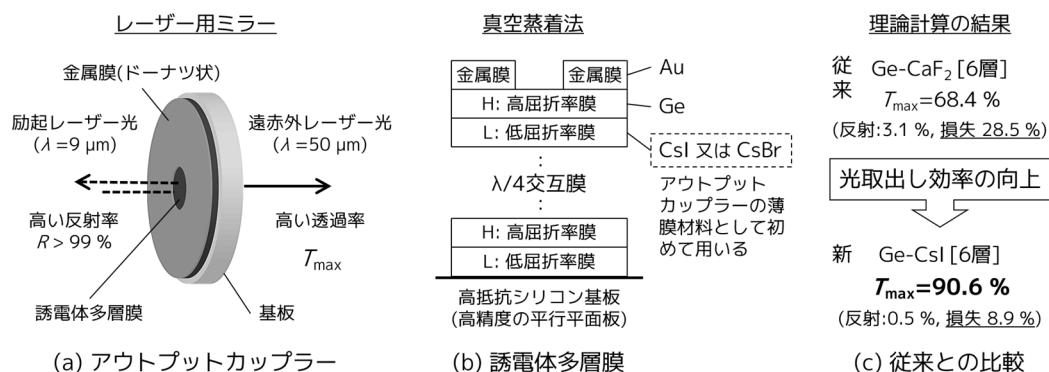 レーザー用ミラー
金属膜(ドーナツ状)
励起レーザー光
(λ=9 μm)
遠赤外レーザー光
(λ=50 μm)
高い反射率
R > 99 %
高い透過率
Tmax
誘電体多層膜
基板
(a) アウトプットカップラー
真空蒸着法
金属膜
金属膜
Au
H: 高屈折率膜
Ge
L: 低屈折率膜
CsI 又は CsBr
⋮
λ/4交互膜
⋮
アウトプット
カップラーの薄
膜材料として初
めて用いる
H: 高屈折率膜
L: 低屈折率膜
高抵抗シリコン基板
(高精度の平行平面板)
(b) 誘電体多層膜
理論計算の結果
従来
Ge-CaF2 [6層]
Tmax=68.4 %
(反射:3.1 %, 損失 28.5 %)
光取出し効率の向上
新
Ge-CsI [6層]
Tmax=90.6 %
(反射:0.5 %, 損失 8.9 %)
(c) 従来との比較